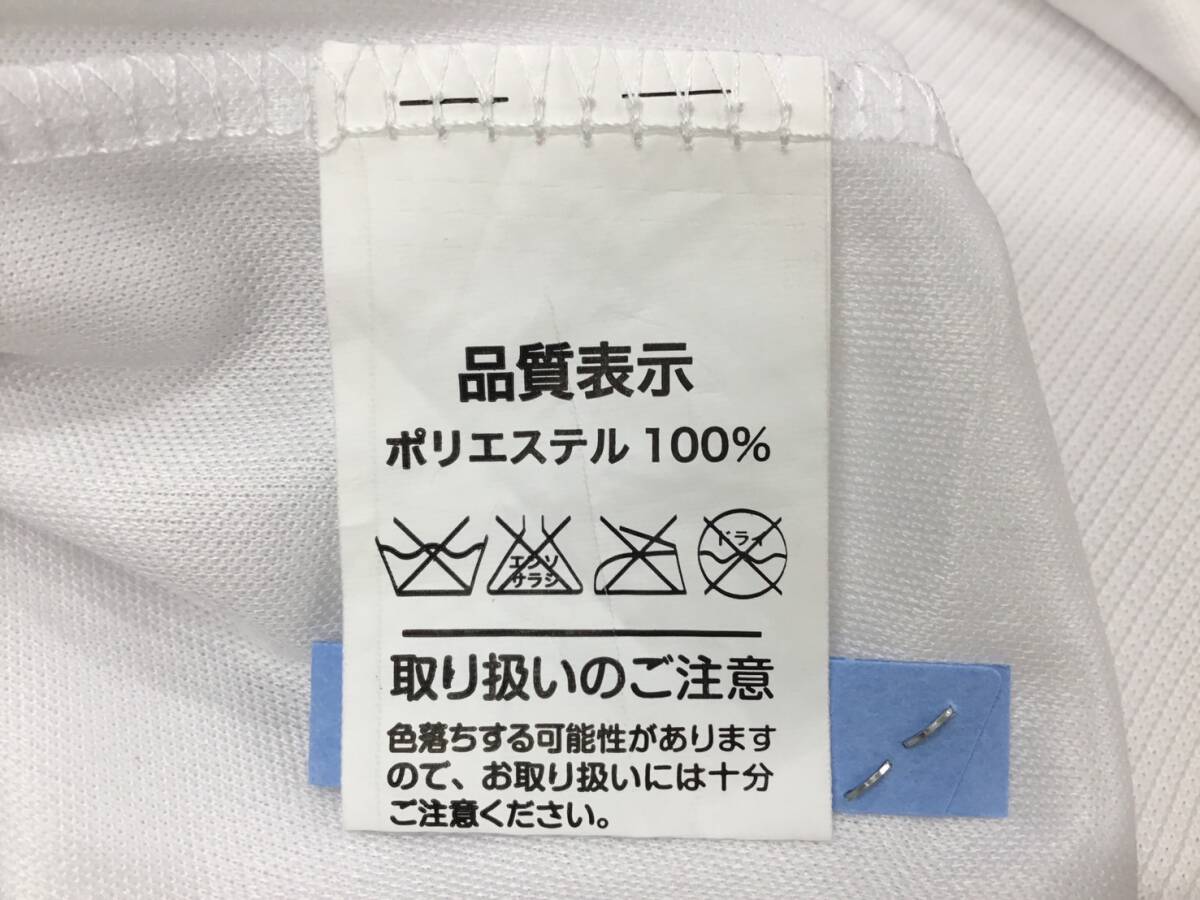 品質表示
ポリエステル 100%
エンソ
サラシ
ドライ
取り扱いのご注意
色落ちする可能性があります
ので、お取り扱いには十分
ご注意ください。